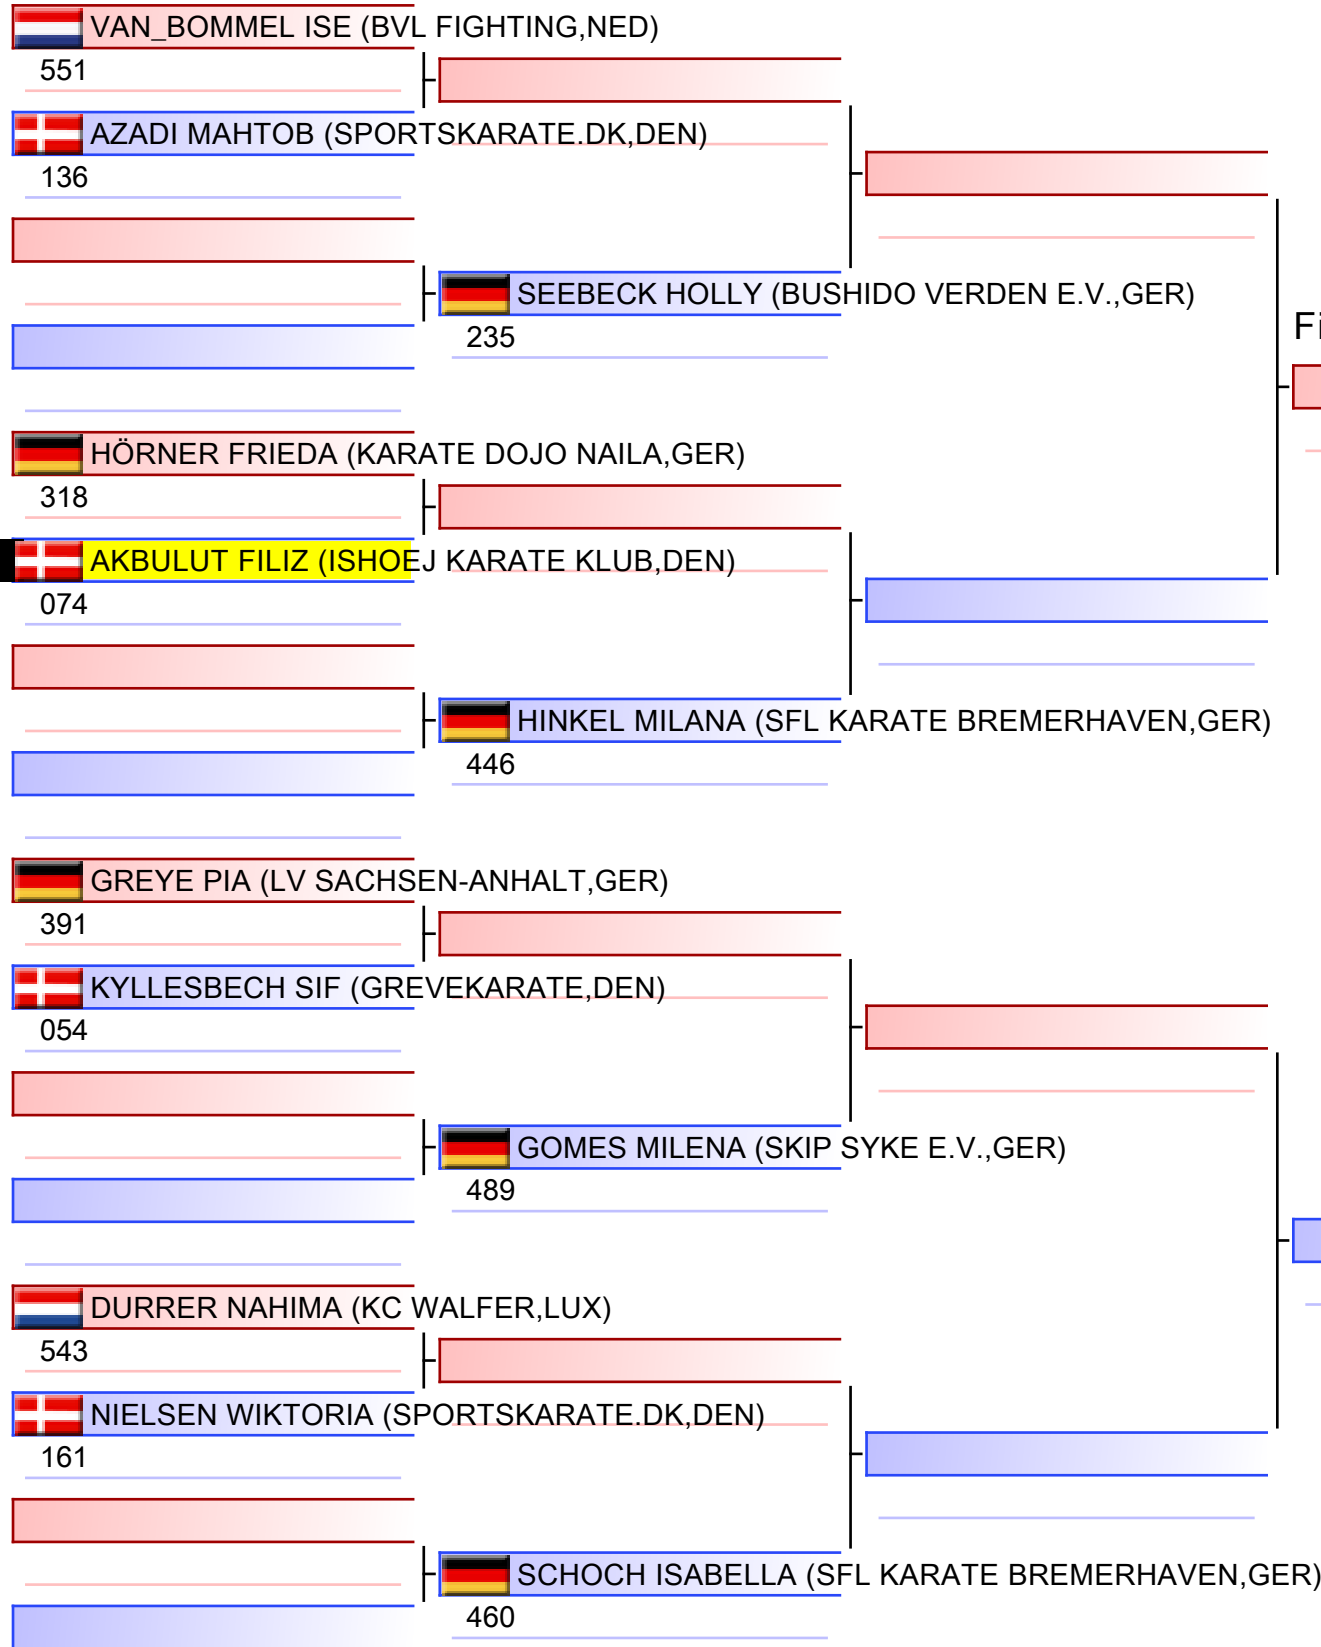 VAN_BOMMEL ISE (BVL FIGHTING,NED)
551
AZADI MAHTOB (SPORTSKARATE.DK,DEN)
136
SEEBECK HOLLY (BUSHIDO VERDEN E.V.,GER)
235
Fi
HÖRNER FRIEDA (KARATE DOJO NAILA,GER)
318
AKBULUT FILIZ (ISHOEJ KARATE KLUB,DEN)
074
HINKEL MILANA (SFL KARATE BREMERHAVEN,GER)
446
GREYE PIA (LV SACHSEN-ANHALT,GER)
391
KYLLESBECH SIF (GREVEKARATE,DEN)
054
GOMES MILENA (SKIP SYKE E.V.,GER)
489
DURRER NAHIMA (KC WALFER,LUX)
543
NIELSEN WIKTORIA (SPORTSKARATE.DK,DEN)
161
SCHOCH ISABELLA (SFL KARATE BREMERHAVEN,GER)
460